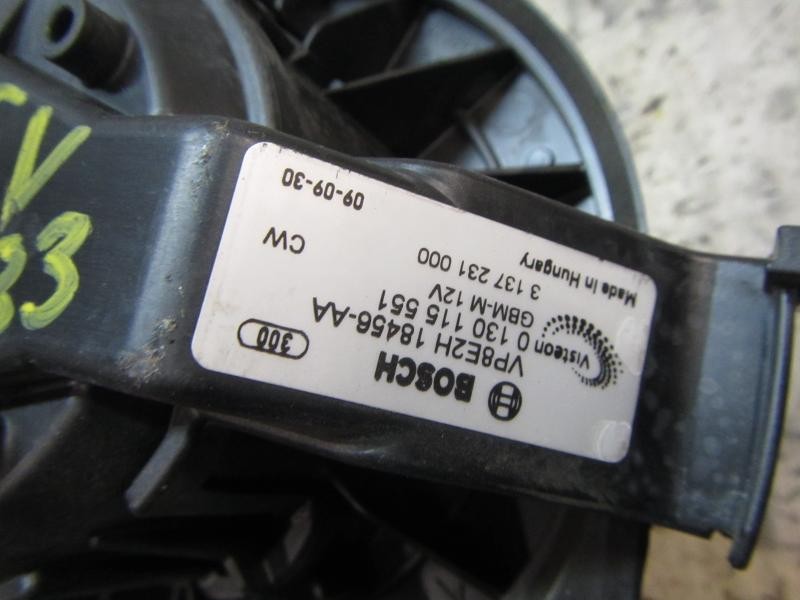 BOSCH
VP8E2H 18456-AA
Visteon 0 130 115 551
GBM-M 12V
3 137 231 000
Made in Hungary
300
CW
09-09-30
33